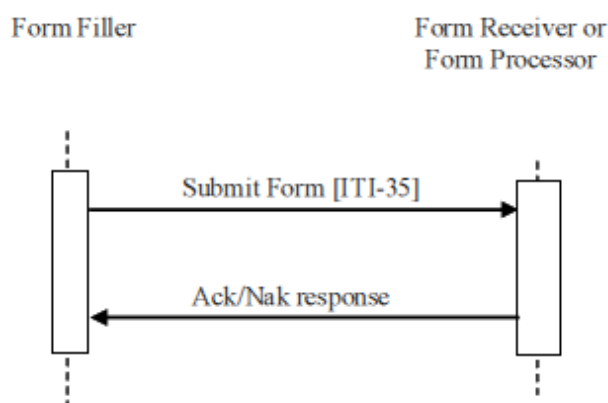 Form Filler
Form Receiver or
Form Processor
Submit Form [ITI-35]
Ack/Nak response